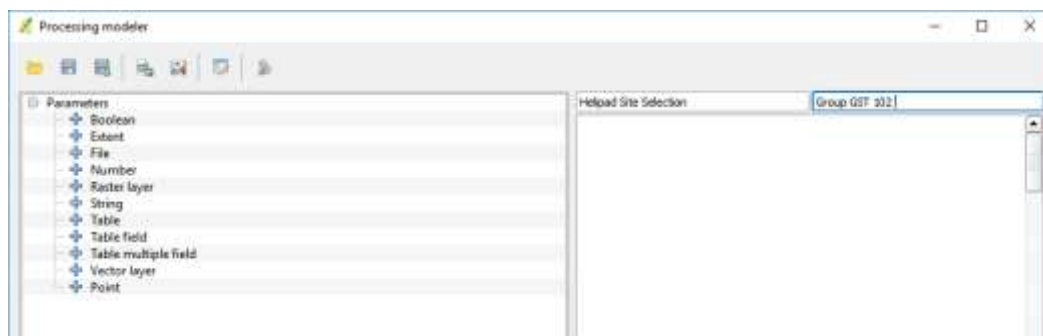 Processing modeler
Parameters
Boolean
Extent
File
Number
Raster layer
String
Table
Table field
Table multiple field
Vector layer
Point
Helipad Site Selection
Group GST 102